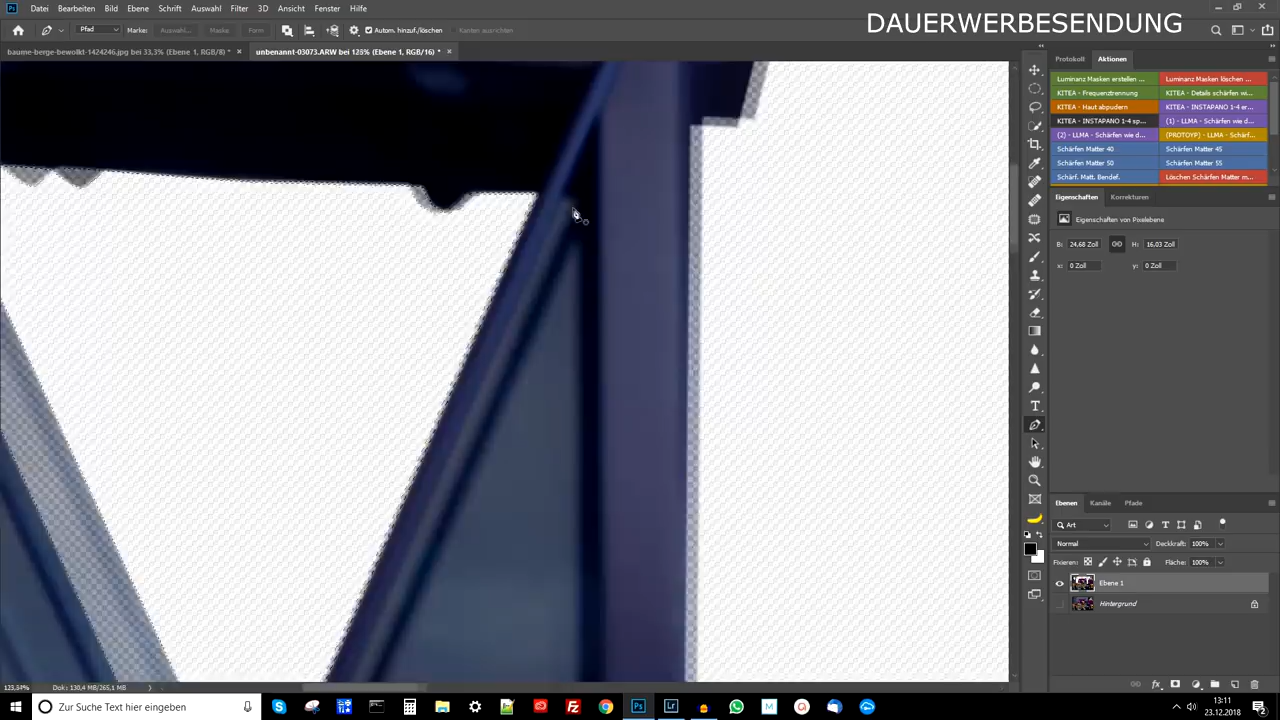 Datei Bearbeiten Bild Ebene Schrift Auswahl Filter 3D Ansicht Fenster Hilfe
DAUERWERBESENDUNG
Pfad Marke: Auswahl... Maske Form Autom. hinzuf./löschen Kanten ausrichten
baume-berge-bewolkt-1424246.jpg bei 33,3% (Ebene 1, RGB/8) * × unbenannt-03073.ARW bei 125% (Ebene 1, RGB/16) * ×
Protokoll Aktionen
Luminanz Masken erstellen ... Luminanz Masken löschen ...
KITEA - Frequenztrennung KITEA - Details schärfen wi...
KITEA - Haut abpudern KITEA - INSTAPANO 1-4 er...
KITEA - INSTAPANO 1-4 sp... (1) - LLMA - Schärfen wie d...
(2) - LLMA - Schärfen wie d... (PROTOYP) - LLMA - Schärf...
Schärfen Matter 40 Schärfen Matter 45
Schärfen Matter 50 Schärfen Matter 55
Schärf. Matt. Bendef. Löschen Schärfen Matter m...
Eigenschaften Korrekturen
Eigenschaften von Pixelebene
B: 24,68 Zoll H: 16,03 Zoll
x: 0 Zoll y: 0 Zoll
Ebenen Kanäle Pfade
Art
Normal Deckkraft: 100%
Fixieren: Fläche: 100%
Ebene 1
Hintergrund
123,34% Dok: 130,4 MB/265,1 MB
Zur Suche Text hier eingeben
13:11
23.12.2018